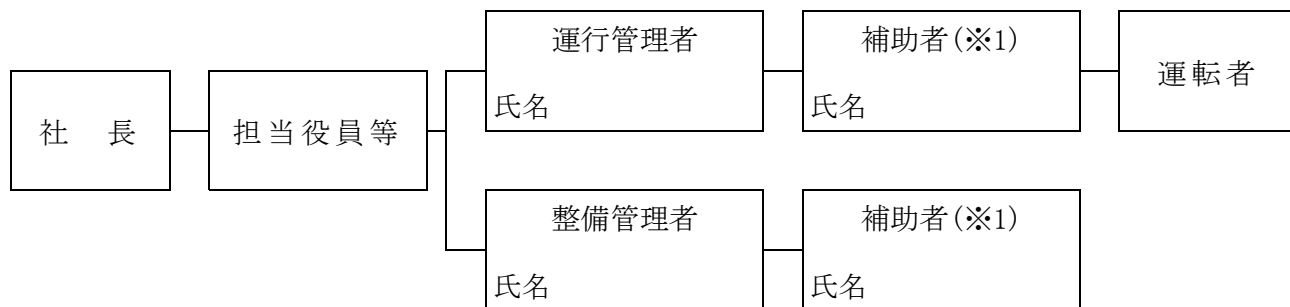 社 長
担当役員等
運行管理者
氏名
補助者(※1)
氏名
運転者
整備管理者
氏名
補助者(※1)
氏名